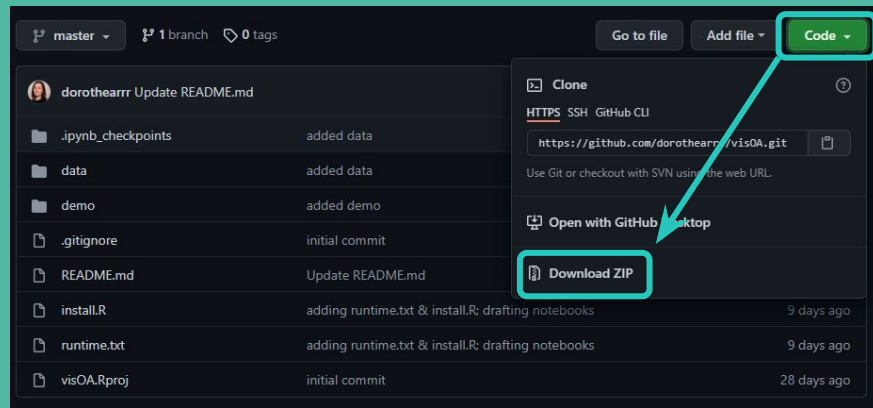 master 1 branch 0 tags Go to file Add file Code
dorothearrr Update README.md
Clone
HTTPS SSH GitHub CLI
.ipynb_checkpoints added data
https://github.com/dorothearrr/visOA.git
data added data
Use Git or checkout with SVN using the web URL.
demo added demo
Open with GitHub Desktop
.gitignore initial commit
README.md Update README.md
Download ZIP
install.R adding runtime.txt & install.R; drafting notebooks 9 days ago
runtime.txt adding runtime.txt & install.R; drafting notebooks 9 days ago
visOA.Rproj initial commit 28 days ago